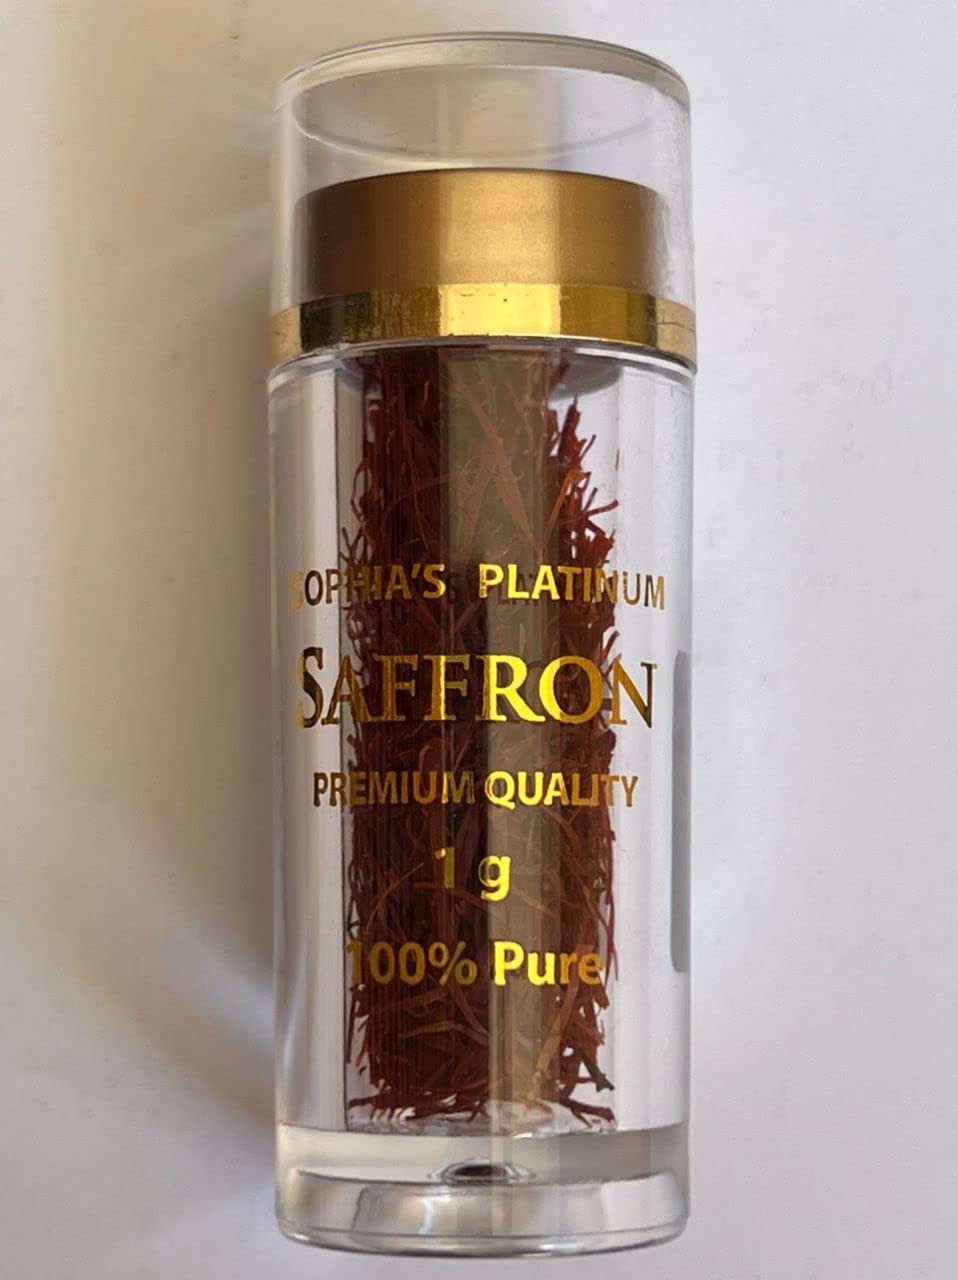 SOPHIA'S PLATINUM
SAFFRON
PREMIUM QUALITY
1 g
100% Pure